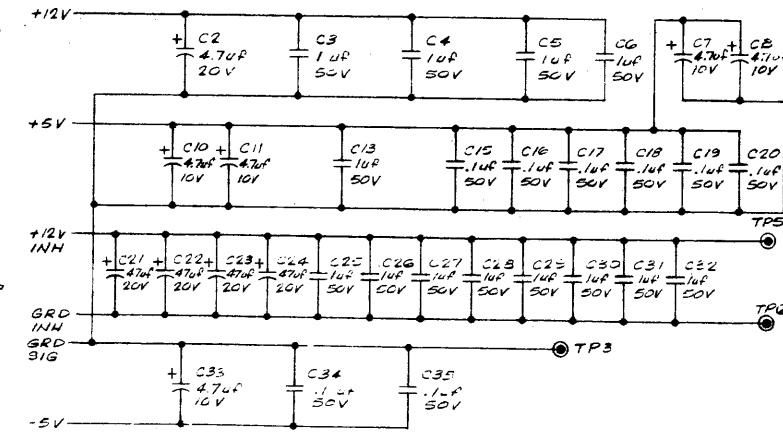 +12V
C2
4.7uf
20V
C3
.1uf
50V
C4
1uf
50V
C5
1uf
50V
C6
1uf
50V
C7
4.7uf
10V
C8
10V
+5V
C10
4.7uf
10V
C11
4.7uf
10V
C13
1uf
50V
C15
.1uf
50V
C16
.1uf
50V
C17
.1uf
50V
C18
.1uf
50V
C19
.1uf
50V
C20
.1uf
50V
+12V
INH
TP5
C21
47uf
20V
C22
47uf
20V
C23
47uf
20V
C24
47uf
20V
C25
1uf
50V
C26
.1uf
50V
C27
1uf
50V
C28
1uf
50V
C29
1uf
50V
C30
1uf
50V
C31
1uf
50V
C32
1uf
50V
GRD
INH
TP6
GRD
SIG
TP3
C33
4.7uf
10V
C34
50V
C35
.1uf
50V
-5V